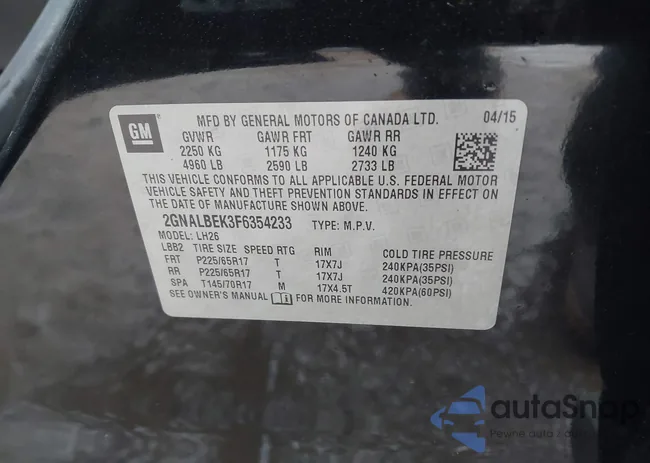 MFD BY GENERAL MOTORS OF CANADA LTD. 04/15
GM
GVWR GAWR FRT GAWR RR
2250 KG 1175 KG 1240 KG
4960 LB 2590 LB 2733 LB
THIS VEHICLE CONFORMS TO ALL APPLICABLE U.S. FEDERAL MOTOR
VEHICLE SAFETY AND THEFT PREVENTION STANDARDS IN EFFECT ON
THE DATE OF MANUFACTURE SHOWN ABOVE.
2GNALBEK3F6354233 TYPE: M.P.V.
MODEL: LH26
LBB2 TIRE SIZE SPEED RTG RIM COLD TIRE PRESSURE
FRT P225/65R17 T 17X7J 240KPA(35PSI)
RR P225/65R17 T 17X7J 240KPA(35PSI)
SPA T145/70R17 M 17X4.5T 420KPA(60PSI)
SEE OWNER'S MANUAL FOR MORE INFORMATION.
autaSnap
Pewne auta z